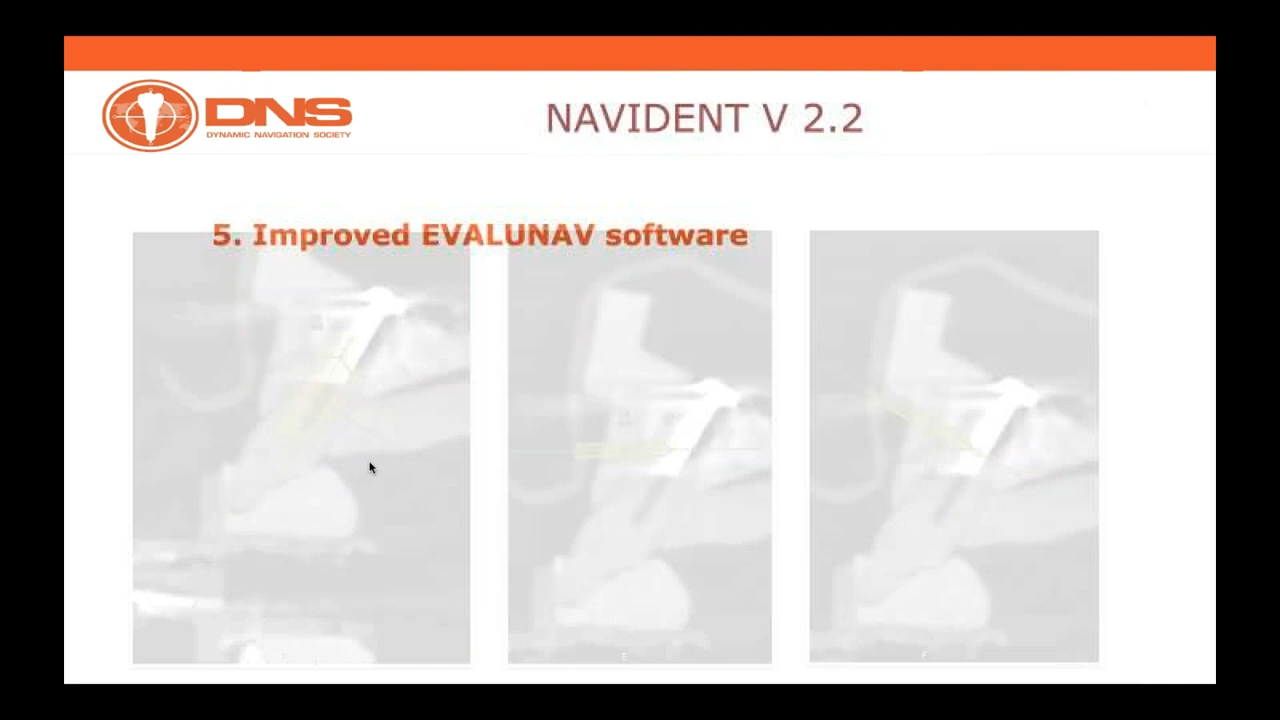 DNS
DYNAMIC NAVIGATION SOCIETY
NAVIDENT V 2.2
5. Improved EVALUNAV software
F
F